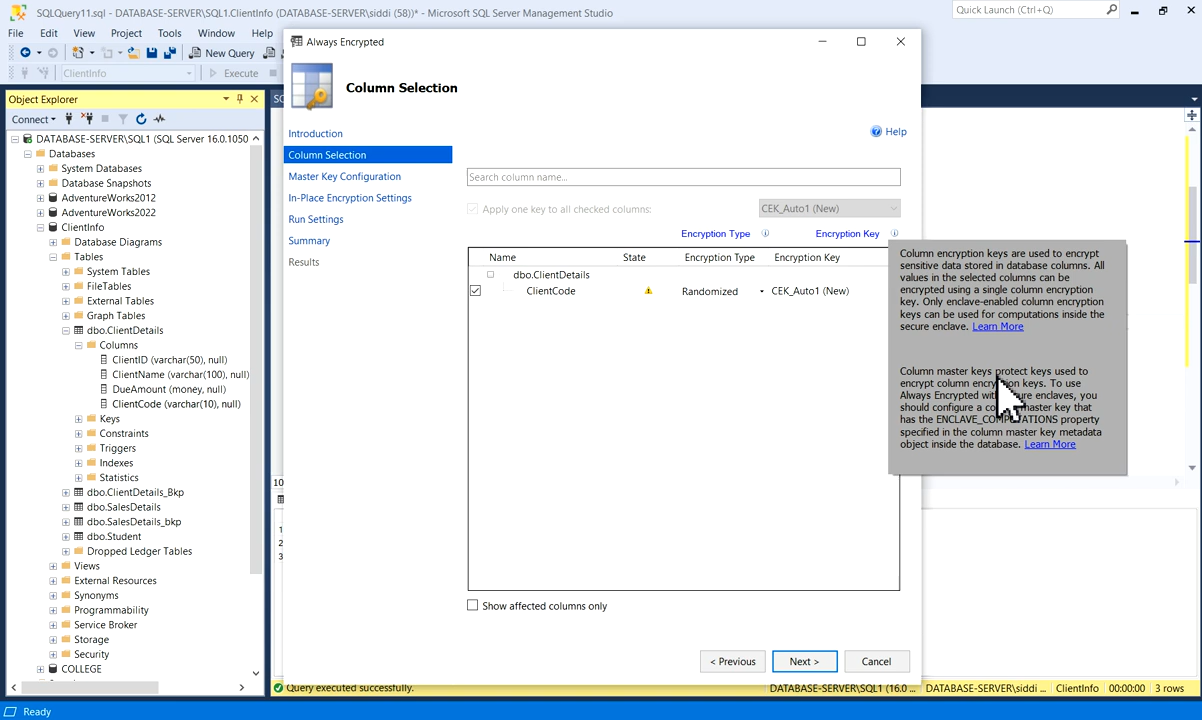 SQLQuery11.sql - DATABASE-SERVER\SQL1.ClientInfo (DATABASE-SERVER\siddi (58))* - Microsoft SQL Server Management Studio
Quick Launch (Ctrl+Q)
File Edit View Project Tools Window Help
New Query
ClientInfo
Execute
Object Explorer
Connect
DATABASE-SERVER\SQL1 (SQL Server 16.0.1050
Databases
System Databases
Database Snapshots
AdventureWorks2012
AdventureWorks2022
ClientInfo
Database Diagrams
Tables
System Tables
FileTables
External Tables
Graph Tables
dbo.ClientDetails
Columns
ClientID (varchar(50), null)
ClientName (varchar(100), null)
DueAmount (money, null)
ClientCode (varchar(10), null)
Keys
Constraints
Triggers
Indexes
Statistics
dbo.ClientDetails_Bkp
dbo.SalesDetails
dbo.SalesDetails_bkp
dbo.Student
Dropped Ledger Tables
Views
External Resources
Synonyms
Programmability
Service Broker
Storage
Security
COLLEGE
Always Encrypted
Column Selection
Introduction
Column Selection
Master Key Configuration
In-Place Encryption Settings
Run Settings
Summary
Results
Help
Search column name...
Apply one key to all checked columns:
CEK_Auto1 (New)
Encryption Type
Encryption Key
Name State Encryption Type Encryption Key
dbo.ClientDetails
ClientCode Randomized CEK_Auto1 (New)
Show affected columns only
< Previous Next > Cancel
Column encryption keys are used to encrypt
sensitive data stored in database columns. All
values in the selected columns can be
encrypted using a single column encryption
key. Only enclave-enabled column encryption
keys can be used for computations inside the
secure enclave. Learn More
Column master keys protect keys used to
encrypt column encryption keys. To use
Always Encrypted with secure enclaves, you
should configure a column master key that
has the ENCLAVE_COMPUTATIONS property
specified in the column master key metadata
object inside the database. Learn More
10
1
2
3
Query executed successfully.
DATABASE-SERVER\SQL1 (16.0 ... DATABASE-SERVER\siddi ... ClientInfo 00:00:00 3 rows
Ready